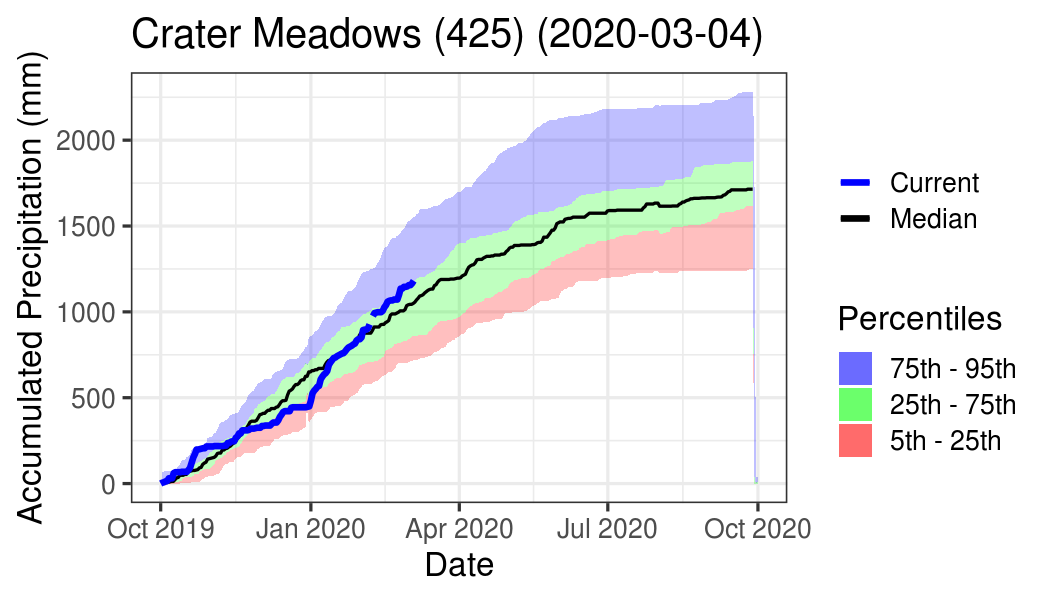 Crater Meadows (425) (2020-03-04)
Accumulated Precipitation (mm)
2000
1500
1000
500
0
Oct 2019
Jan 2020
Apr 2020
Jul 2020
Oct 2020
Date
Current
Median
Percentiles
75th - 95th
25th - 75th
5th - 25th